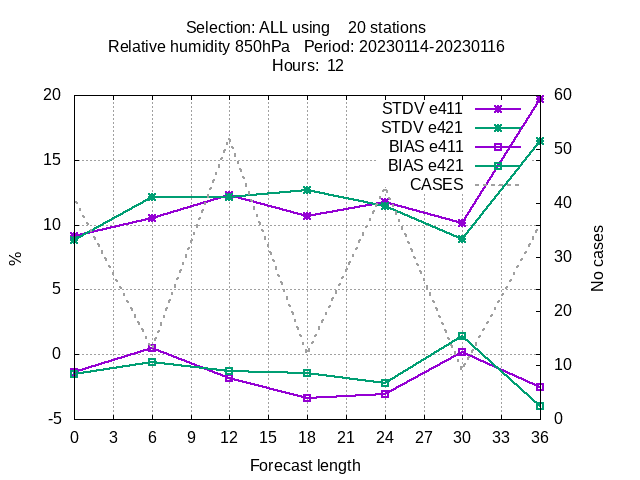 Selection: ALL using    20 stations
Relative humidity 850hPa   Period: 20230114-20230116
Hours: 12
STDV e411
STDV e421
BIAS e411
BIAS e421
CASES
20
15
10
5
0
-5
%
60
50
40
30
20
10
0
No cases
0 3 6 9 12 15 18 21 24 27 30 33 36
Forecast length